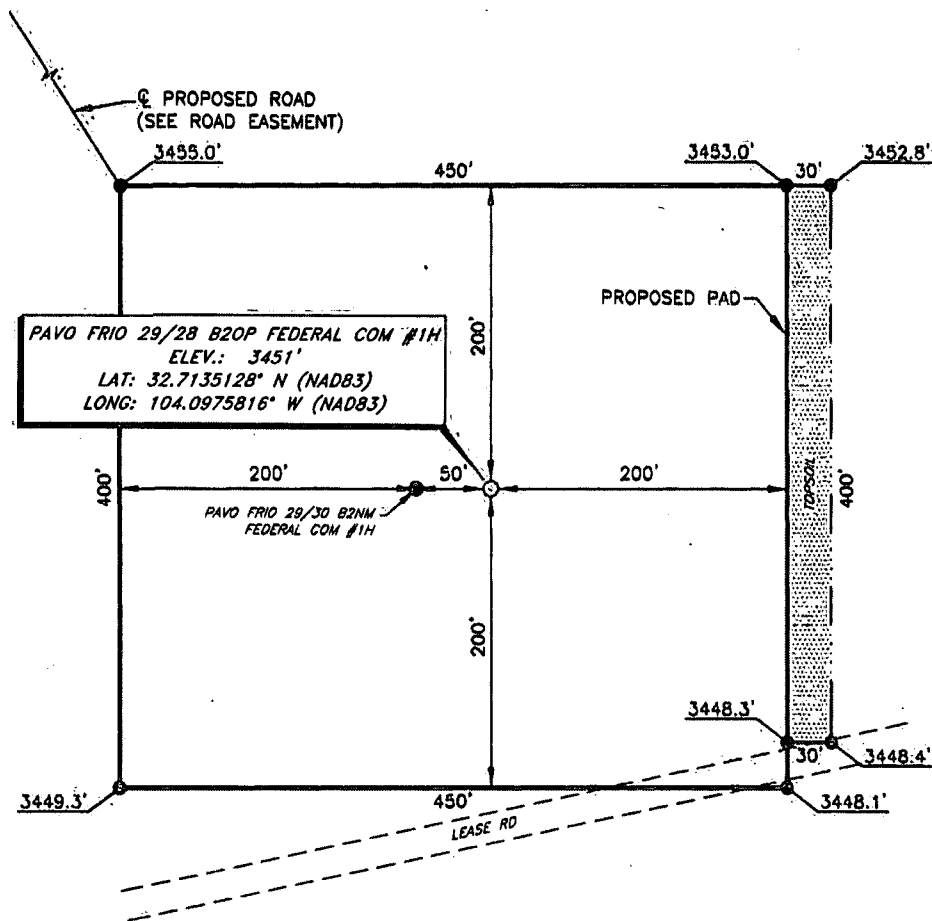 ℄ PROPOSED ROAD
(SEE ROAD EASEMENT)
3455.0'
450'
3453.0'
30'
3452.8'
PROPOSED PAD
200'
PAVO FRIO 29/28 B2OP FEDERAL COM #1H
ELEV.: 3451'
LAT: 32.7135128° N (NAD83)
LONG: 104.0975816° W (NAD83)
400'
200'
50'
200'
TOPSOIL
400'
PAVO FRIO 29/30 B2NM
FEDERAL COM #1H
200'
3448.3'
30'
3448.4'
3449.3'
450'
3448.1'
LEASE RD